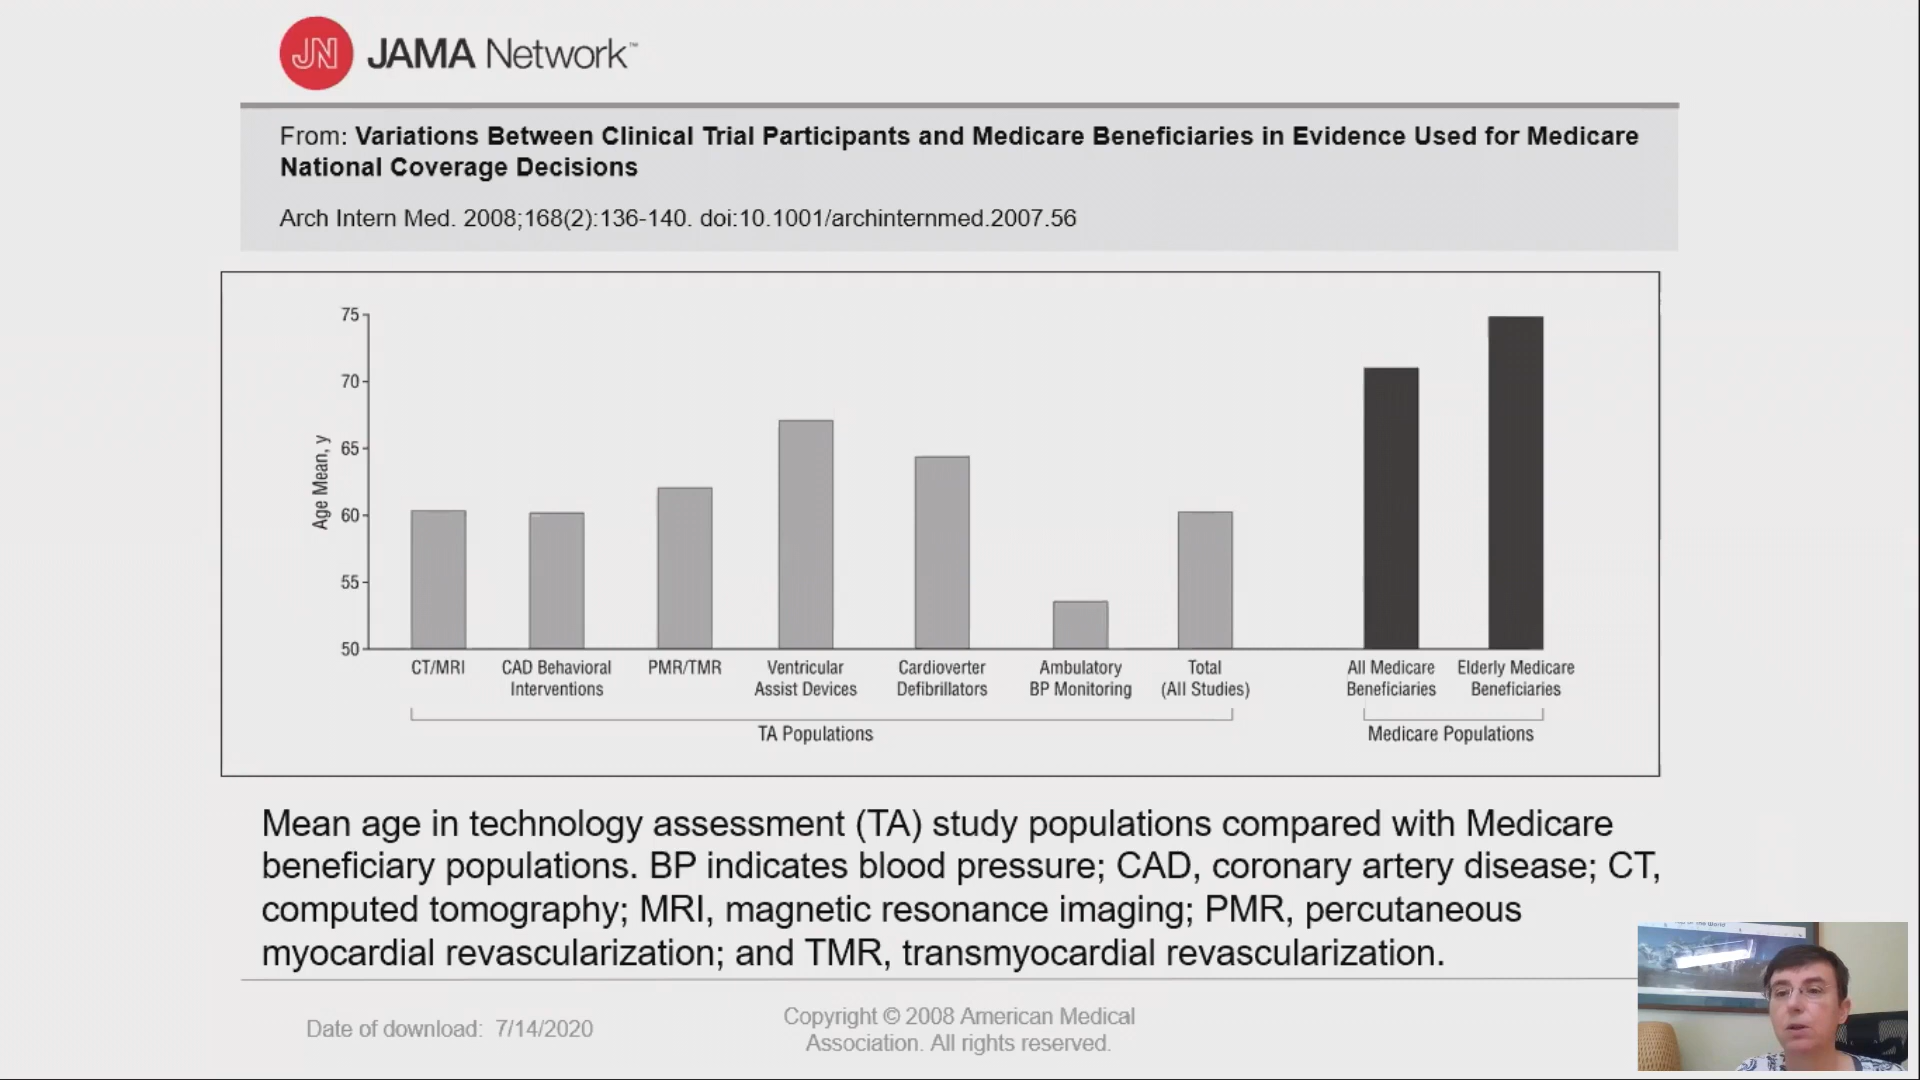 JN JAMA Network™
From: Variations Between Clinical Trial Participants and Medicare Beneficiaries in Evidence Used for Medicare
National Coverage Decisions
Arch Intern Med. 2008;168(2):136-140. doi:10.1001/archinternmed.2007.56
75
70
65
60
55
50
Age Mean, y
CT/MRI
CAD Behavioral
Interventions
PMR/TMR
Ventricular
Assist Devices
Cardioverter
Defibrillators
Ambulatory
BP Monitoring
Total
(All Studies)
All Medicare
Beneficiaries
Elderly Medicare
Beneficiaries
TA Populations
Medicare Populations
Mean age in technology assessment (TA) study populations compared with Medicare
beneficiary populations. BP indicates blood pressure; CAD, coronary artery disease; CT,
computed tomography; MRI, magnetic resonance imaging; PMR, percutaneous
myocardial revascularization; and TMR, transmyocardial revascularization.
Date of download: 7/14/2020
Copyright © 2008 American Medical
Association. All rights reserved.